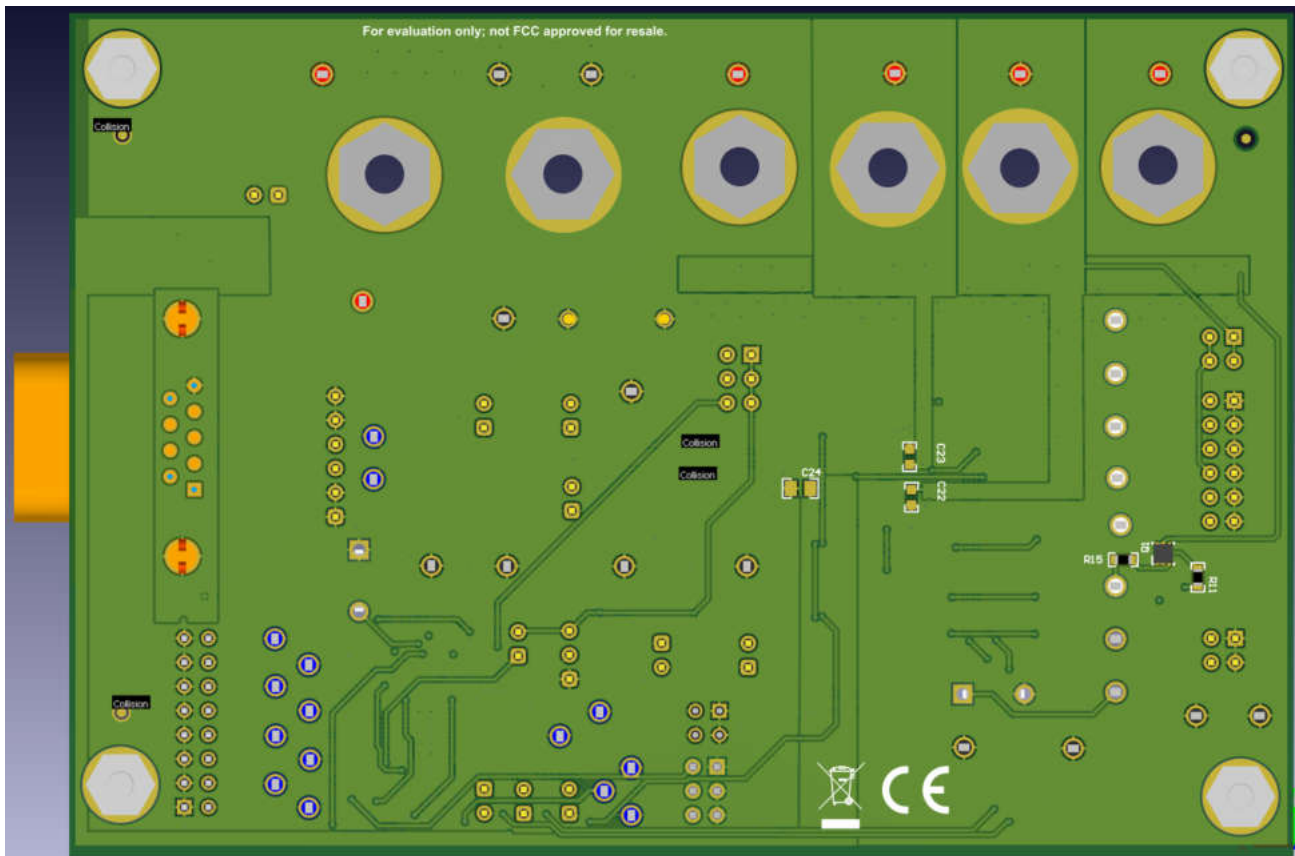 For evaluation only; not FCC approved for resale.
Collision
Collision
C23
Collision
C24
C22
R15
Q1
R11
Collision
CE